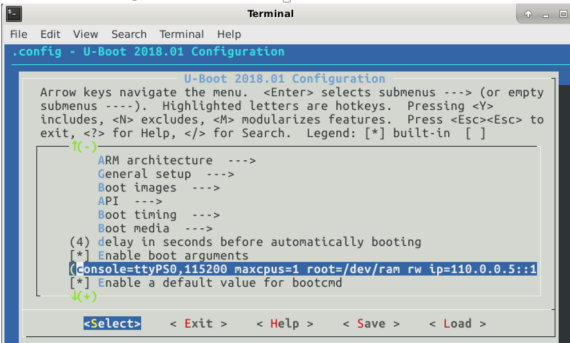 Terminal
File Edit View Search Terminal Help
.config - U-Boot 2018.01 Configuration
U-Boot 2018.01 Configuration
Arrow keys navigate the menu. <Enter> selects submenus ---> (or empty
submenus ----). Highlighted letters are hotkeys. Pressing <Y>
includes, <N> excludes, <M> modularizes features. Press <Esc><Esc> to
exit, <?> for Help, </> for Search. Legend: [*] built-in [ ]
↑(-)
ARM architecture --->
General setup --->
Boot images --->
API --->
Boot timing --->
Boot media --->
(4) delay in seconds before automatically booting
[*] Enable boot arguments
(console=ttyPS0,115200 maxcpus=1 root=/dev/ram rw ip=110.0.0.5::1
[*] Enable a default value for bootcmd
↓(+)
<Select> < Exit > < Help > < Save > < Load >